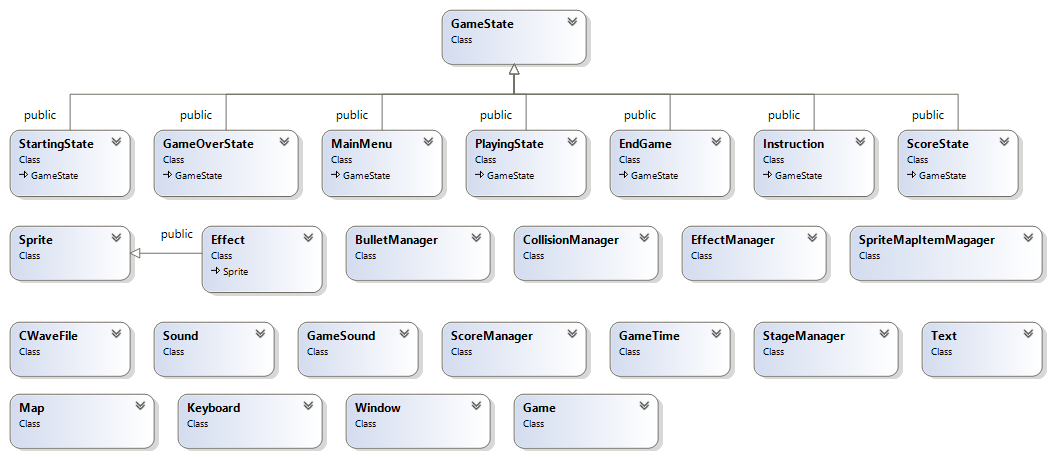 GameState
Class
public
public
public
public
public
public
public
StartingState
Class
GameState
GameOverState
Class
GameState
MainMenu
Class
GameState
PlayingState
Class
GameState
EndGame
Class
GameState
Instruction
Class
GameState
ScoreState
Class
GameState
Sprite
Class
public
Effect
Class
Sprite
BulletManager
Class
CollisionManager
Class
EffectManager
Class
SpriteMapItemMagager
Class
CWaveFile
Class
Sound
Class
GameSound
Class
ScoreManager
Class
GameTime
Class
StageManager
Class
Text
Class
Map
Class
Keyboard
Class
Window
Class
Game
Class